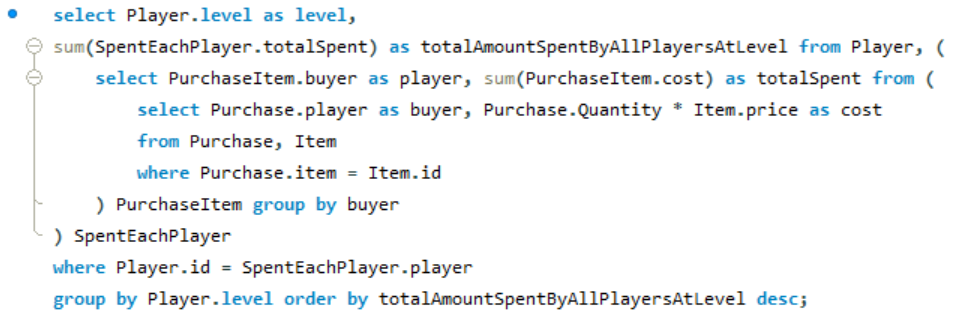 select Player.level as level,
sum(SpentEachPlayer.totalSpent) as totalAmountSpentByAllPlayersAtLevel from Player, (
select PurchaseItem.buyer as player, sum(PurchaseItem.cost) as totalSpent from (
select Purchase.player as buyer, Purchase.Quantity * Item.price as cost
from Purchase, Item
where Purchase.item = Item.id
) PurchaseItem group by buyer
) SpentEachPlayer
where Player.id = SpentEachPlayer.player
group by Player.level order by totalAmountSpentByAllPlayersAtLevel desc;